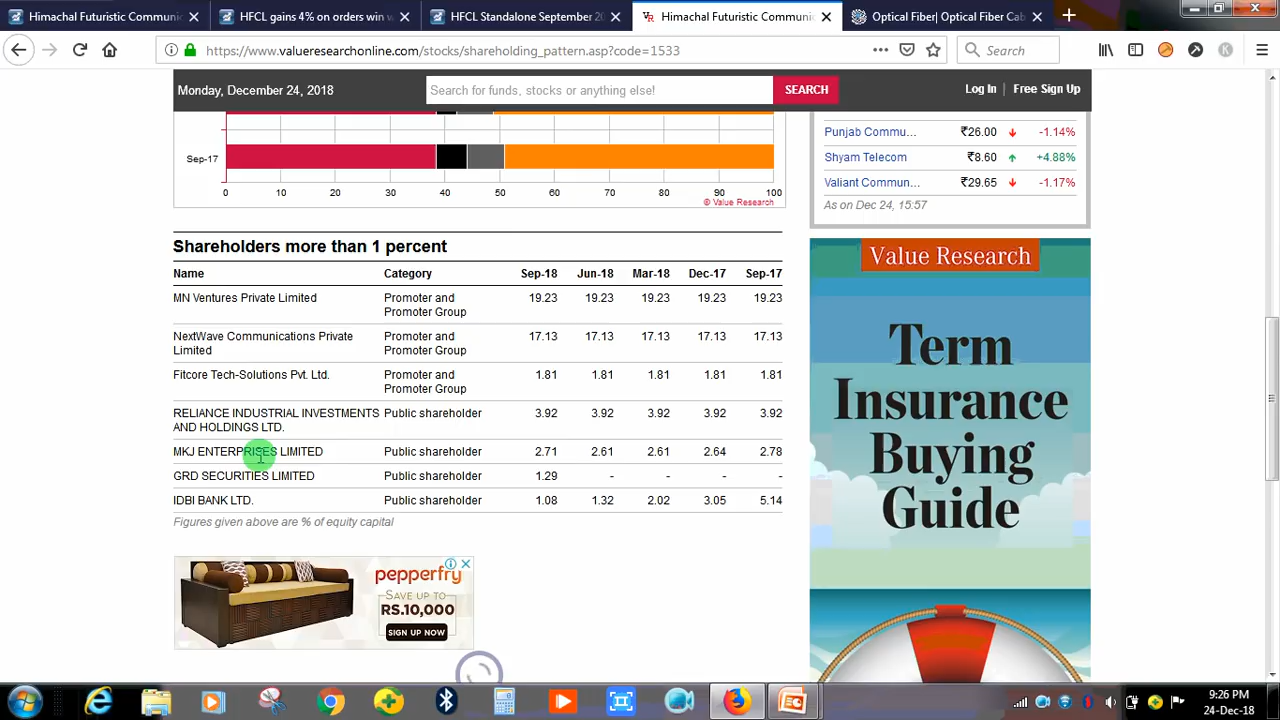 Himachal Futuristic Communic
HFCL gains 4% on orders win w
HFCL Standalone September 20
Himachal Futuristic Communic
Optical Fiber| Optical Fiber Cab
https://www.valueresearchonline.com/stocks/shareholding_pattern.asp?code=1533
Search
Monday, December 24, 2018
Search for funds, stocks or anything else!
SEARCH
Log In | Free Sign Up
Sep-17
0 10 20 30 40 50 60 70 80 90 100
© Value Research
Punjab Commu... ₹26.00 -1.14%
Shyam Telecom ₹8.60 +4.88%
Valiant Commun... ₹29.65 -1.17%
As on Dec 24, 15:57
Shareholders more than 1 percent
Name Category Sep-18 Jun-18 Mar-18 Dec-17 Sep-17
MN Ventures Private Limited Promoter and 19.23 19.23 19.23 19.23 19.23
Promoter Group
NextWave Communications Private Promoter and 17.13 17.13 17.13 17.13 17.13
Limited Promoter Group
Fitcore Tech-Solutions Pvt. Ltd. Promoter and 1.81 1.81 1.81 1.81 1.81
Promoter Group
RELIANCE INDUSTRIAL INVESTMENTS Public shareholder 3.92 3.92 3.92 3.92 3.92
AND HOLDINGS LTD.
MKJ ENTERPRISES LIMITED Public shareholder 2.71 2.61 2.61 2.64 2.78
GRD SECURITIES LIMITED Public shareholder 1.29 - - - -
IDBI BANK LTD. Public shareholder 1.08 1.32 2.02 3.05 5.14
Figures given above are % of equity capital
Value Research
Term
Insurance
Buying
Guide
pepperfry
SAVE UP TO
RS.10,000
SIGN UP NOW
9:26 PM
24-Dec-18